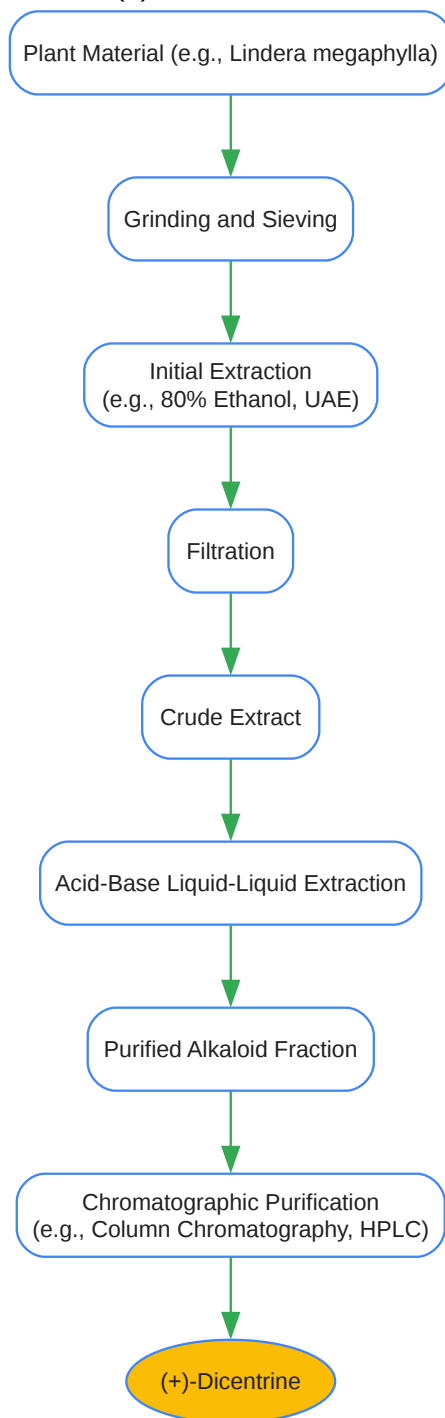 Plant Material (e.g., Lindera megaphylla)
Grinding and Sieving
Initial Extraction
(e.g., 80% Ethanol, UAE)
Filtration
Crude Extract
Acid-Base Liquid-Liquid Extraction
Purified Alkaloid Fraction
Chromatographic Purification
(e.g., Column Chromatography, HPLC)
(+)-Dicentrine